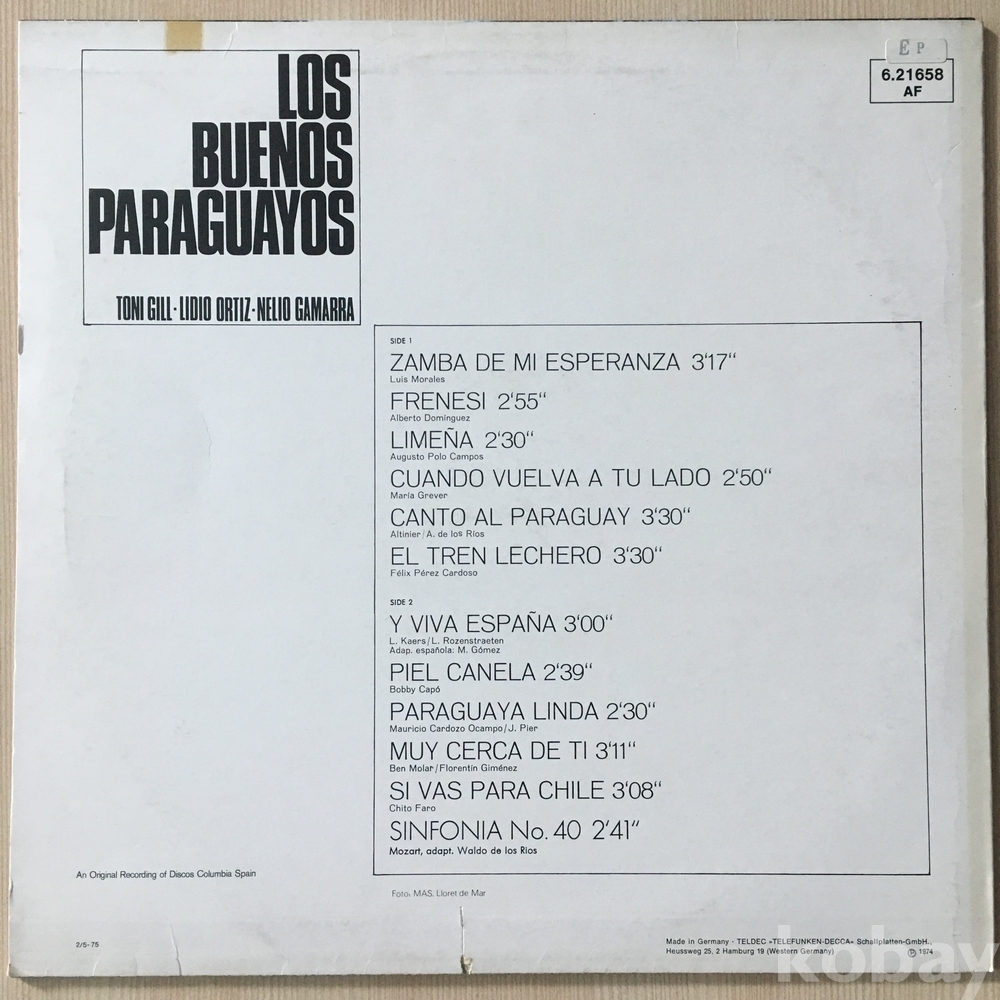 LOS
BUENOS
PARAGUAYOS
TONI GILL · LIDIO ORTIZ · NELIO GAMARRA
E P
6.21658
AF
SIDE 1
ZAMBA DE MI ESPERANZA 3'17"
Luis Morales
FRENESI 2'55"
Alberto Domínguez
LIMEÑA 2'30"
Augusto Polo Campos
CUANDO VUELVA A TU LADO 2'50"
María Grever
CANTO AL PARAGUAY 3'30"
Altinier/A. de los Ríos
EL TREN LECHERO 3'30"
Félix Pérez Cardoso
SIDE 2
Y VIVA ESPAÑA 3'00"
L. Kaers/L. Rozenstraeten
Adap. española: M. Gómez
PIEL CANELA 2'39"
Bobby Capó
PARAGUAYA LINDA 2'30"
Mauricio Cardozo Ocampo/J. Pier
MUY CERCA DE TI 3'11"
Ben Molar/Florentín Giménez
SI VAS PARA CHILE 3'08"
Chito Faro
SINFONIA No. 40 2'41"
Mozart, adapt. Waldo de los Rios
An Original Recording of Discos Columbia Spain
Foto: MAS. Lloret de Mar
2/5-75
Made in Germany · TELDEC »TELEFUNKEN-DECCA« Schallplatten-GmbH.,
Heussweg 25, 2 Hamburg 19 (Western Germany) ℗ 1974
kobay